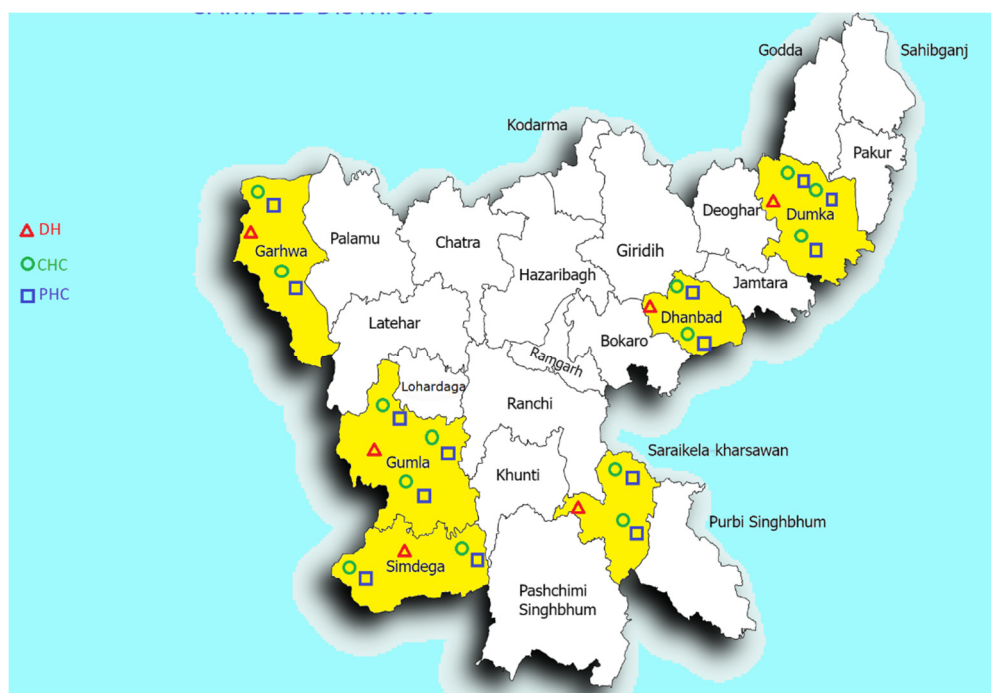 Godda
Sahibganj
Kodarma
Pakur
Deoghar
Dumka
DH
CHC
PHC
Garhwa
Palamu
Chatra
Giridih
Hazaribagh
Jamtara
Latehar
Dhanbad
Bokaro
Ramgarh
Lohardaga
Ranchi
Saraikela kharsawan
Gumla
Khunti
Purbi Singhbhum
Simdega
Pashchimi
Singhbhum